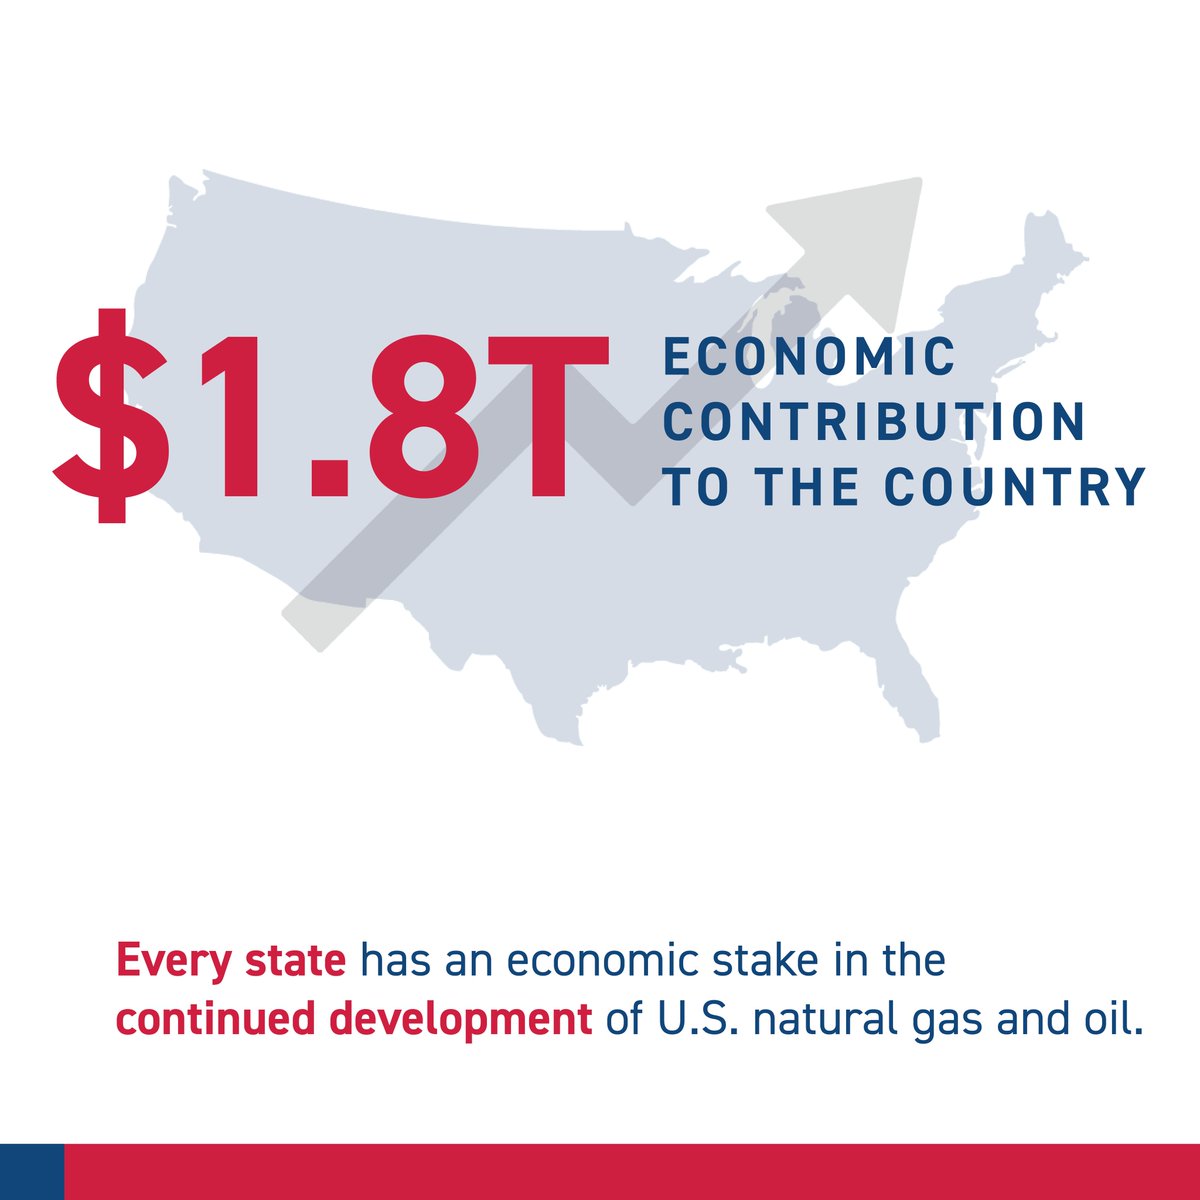 $1.8T
ECONOMIC
CONTRIBUTION
TO THE COUNTRY
Every state has an economic stake in the
continued development of U.S. natural gas and oil.